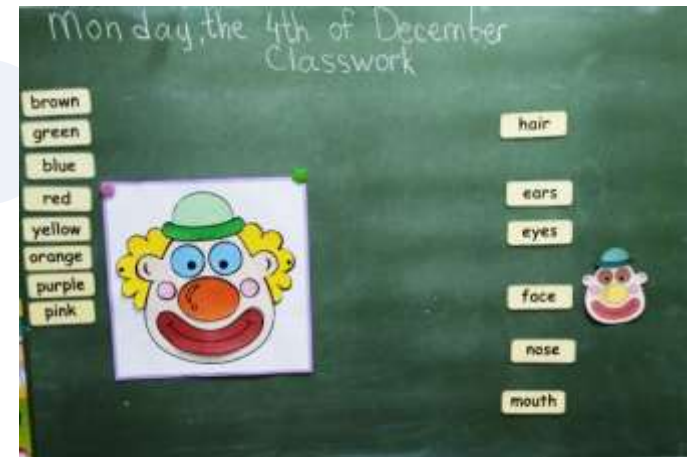 Monday, the 4th of December
Classwork
brown
green
blue
red
yellow
orange
purple
pink
hair
ears
eyes
face
nose
mouth